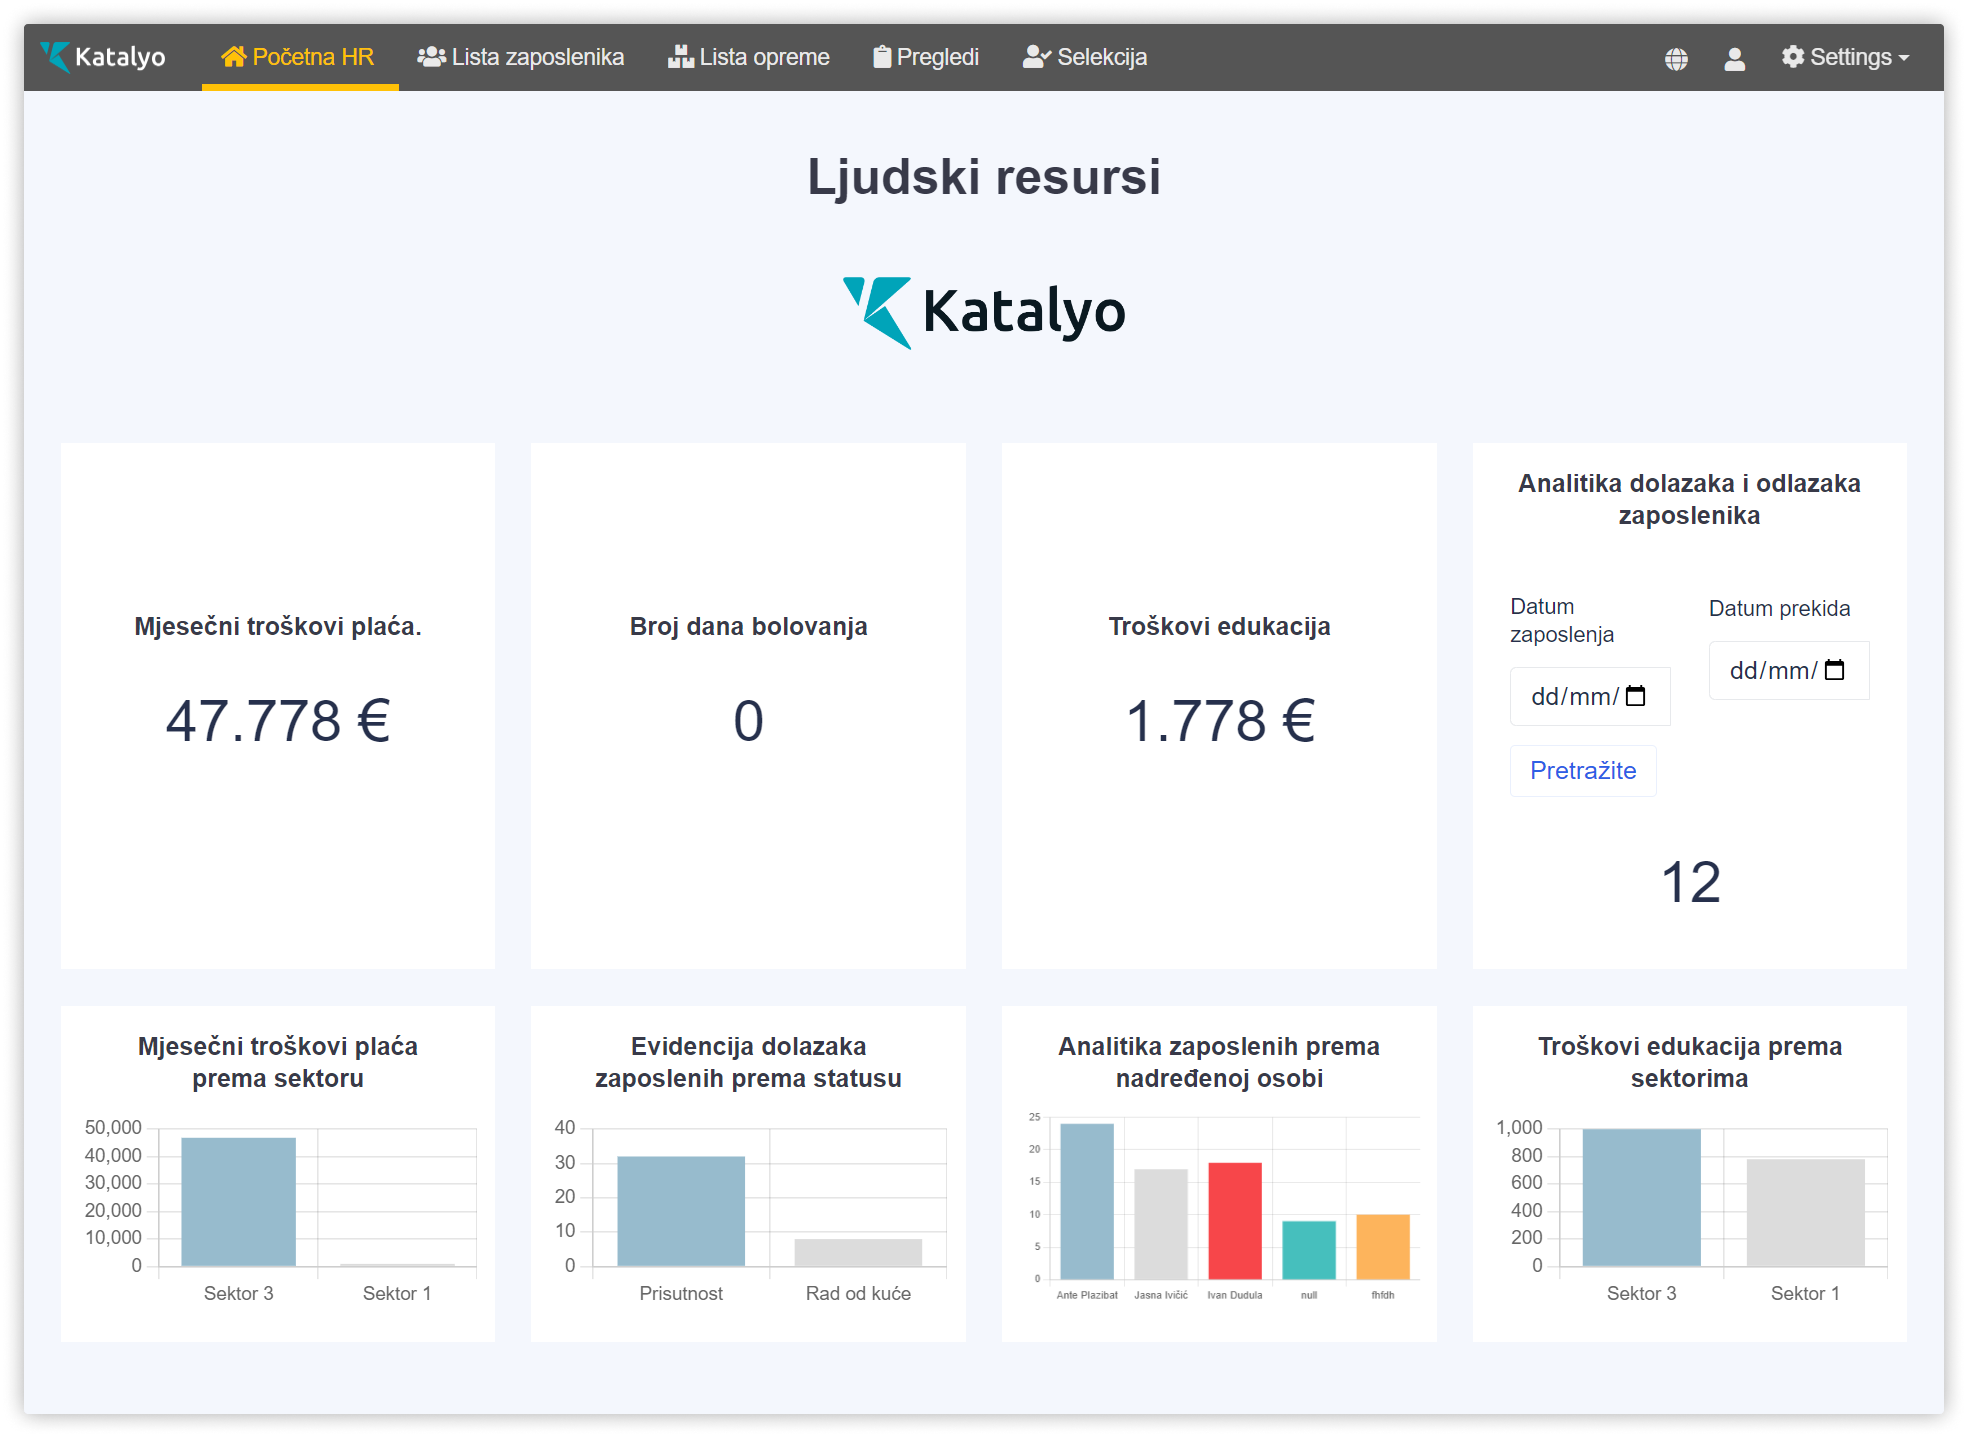 Katalyo
Početna HR
Lista zaposlenika
Lista opreme
Pregledi
Selekcija
Settings
Ljudski resursi
Katalyo
Mjesečni troškovi plaća.
47.778 €
Broj dana bolovanja
0
Troškovi edukacija
1.778 €
Analitika dolazaka i odlazaka
zaposlenika
Datum
zaposlenja
dd/mm/
Datum prekida
dd/mm/
Pretražite
12
Mjesečni troškovi plaća
prema sektoru
50,000
40,000
30,000
20,000
10,000
0
Sektor 3
Sektor 1
Evidencija dolazaka
zaposlenih prema statusu
40
30
20
10
0
Prisutnost
Rad od kuće
Analitika zaposlenih prema
nadređenoj osobi
25
20
15
10
5
0
Ante Plazibat
Jasna Ivičić
Ivan Dudula
null
fhfdh
Troškovi edukacija prema
sektorima
1,000
800
600
400
200
0
Sektor 3
Sektor 1